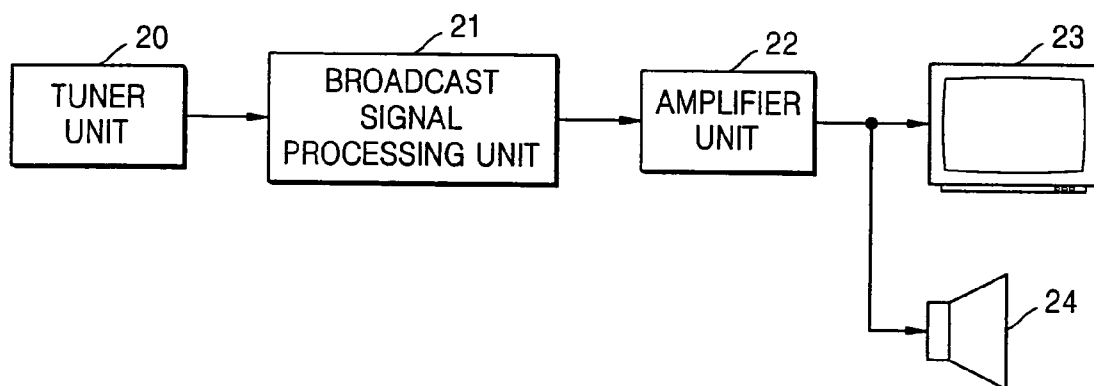 20
TUNER
UNIT
21
BROADCAST
SIGNAL
PROCESSING UNIT
22
AMPLIFIER
UNIT
23
24